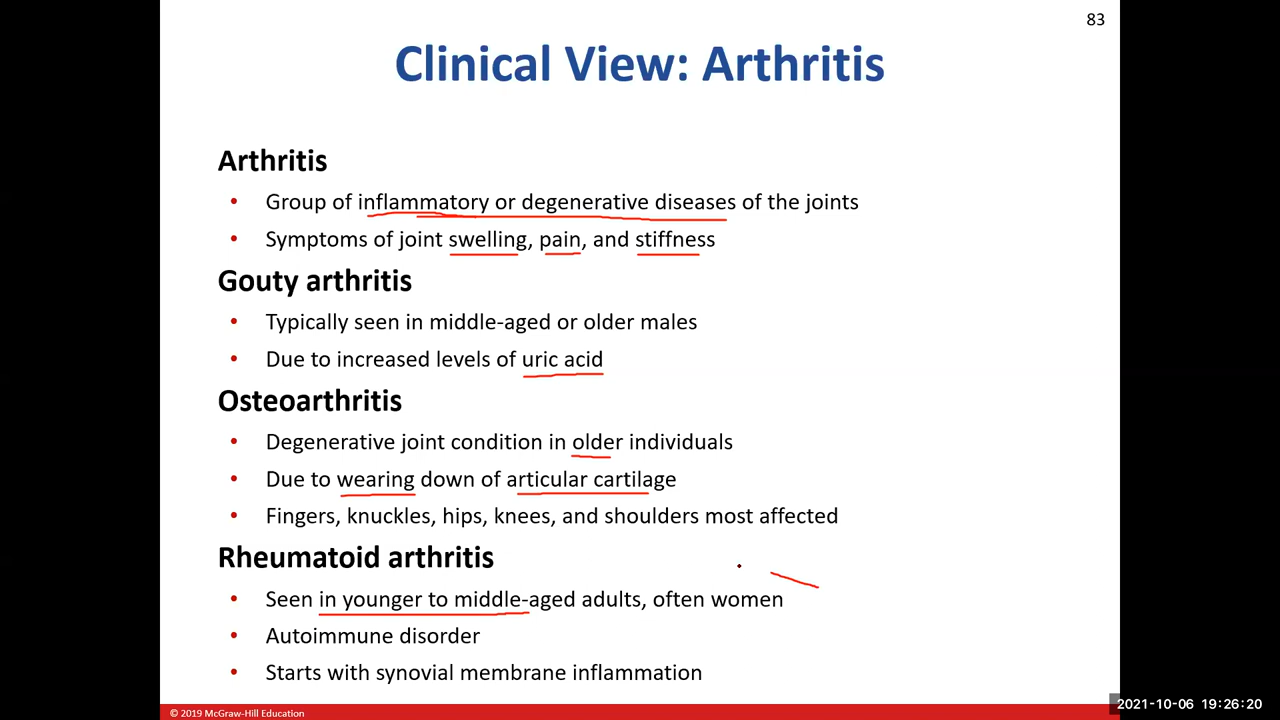 83
Clinical View: Arthritis
Arthritis
• Group of inflammatory or degenerative diseases of the joints
• Symptoms of joint swelling, pain, and stiffness
Gouty arthritis
• Typically seen in middle-aged or older males
• Due to increased levels of uric acid
Osteoarthritis
• Degenerative joint condition in older individuals
• Due to wearing down of articular cartilage
• Fingers, knuckles, hips, knees, and shoulders most affected
Rheumatoid arthritis
• Seen in younger to middle-aged adults, often women
• Autoimmune disorder
• Starts with synovial membrane inflammation
© 2019 McGraw-Hill Education
2021-10-06 19:26:20